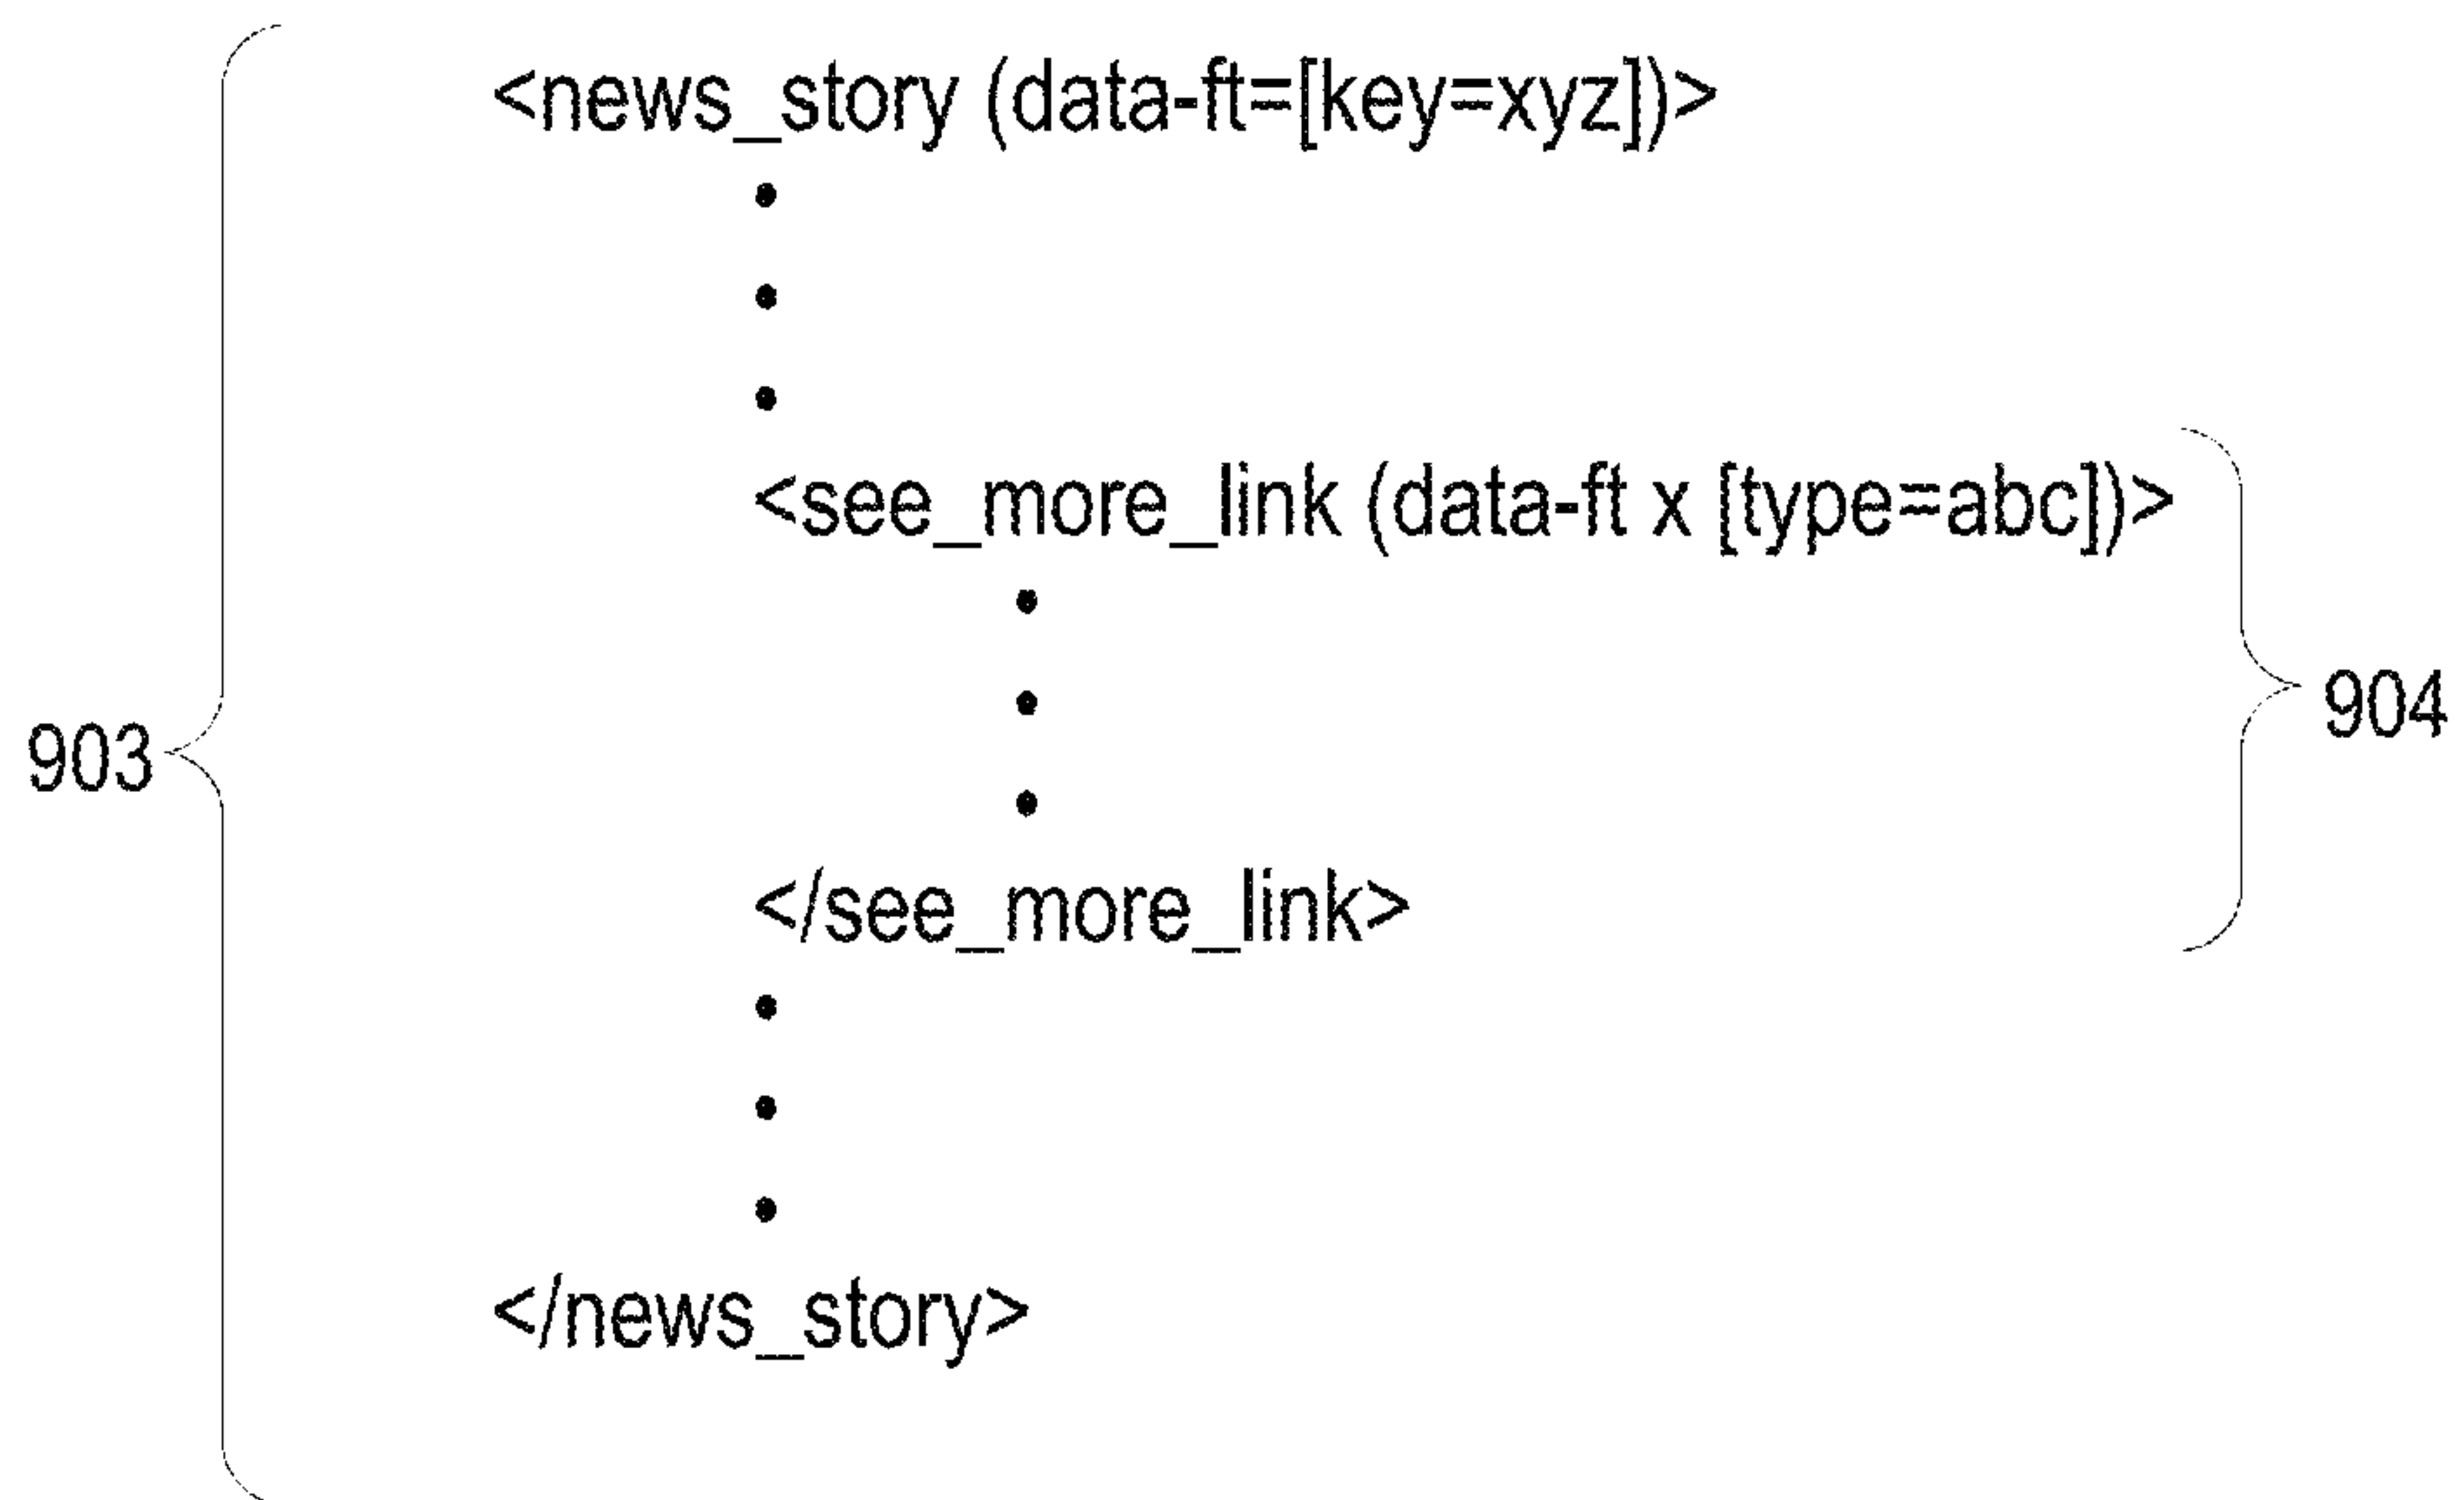 <news_story (data-ft=[key=xyz])>
•
•
•
<see_more_link (data-ft x [type=abc])>
•
•
•
904
903
</see_more_link>
•
•
•
</news_story>